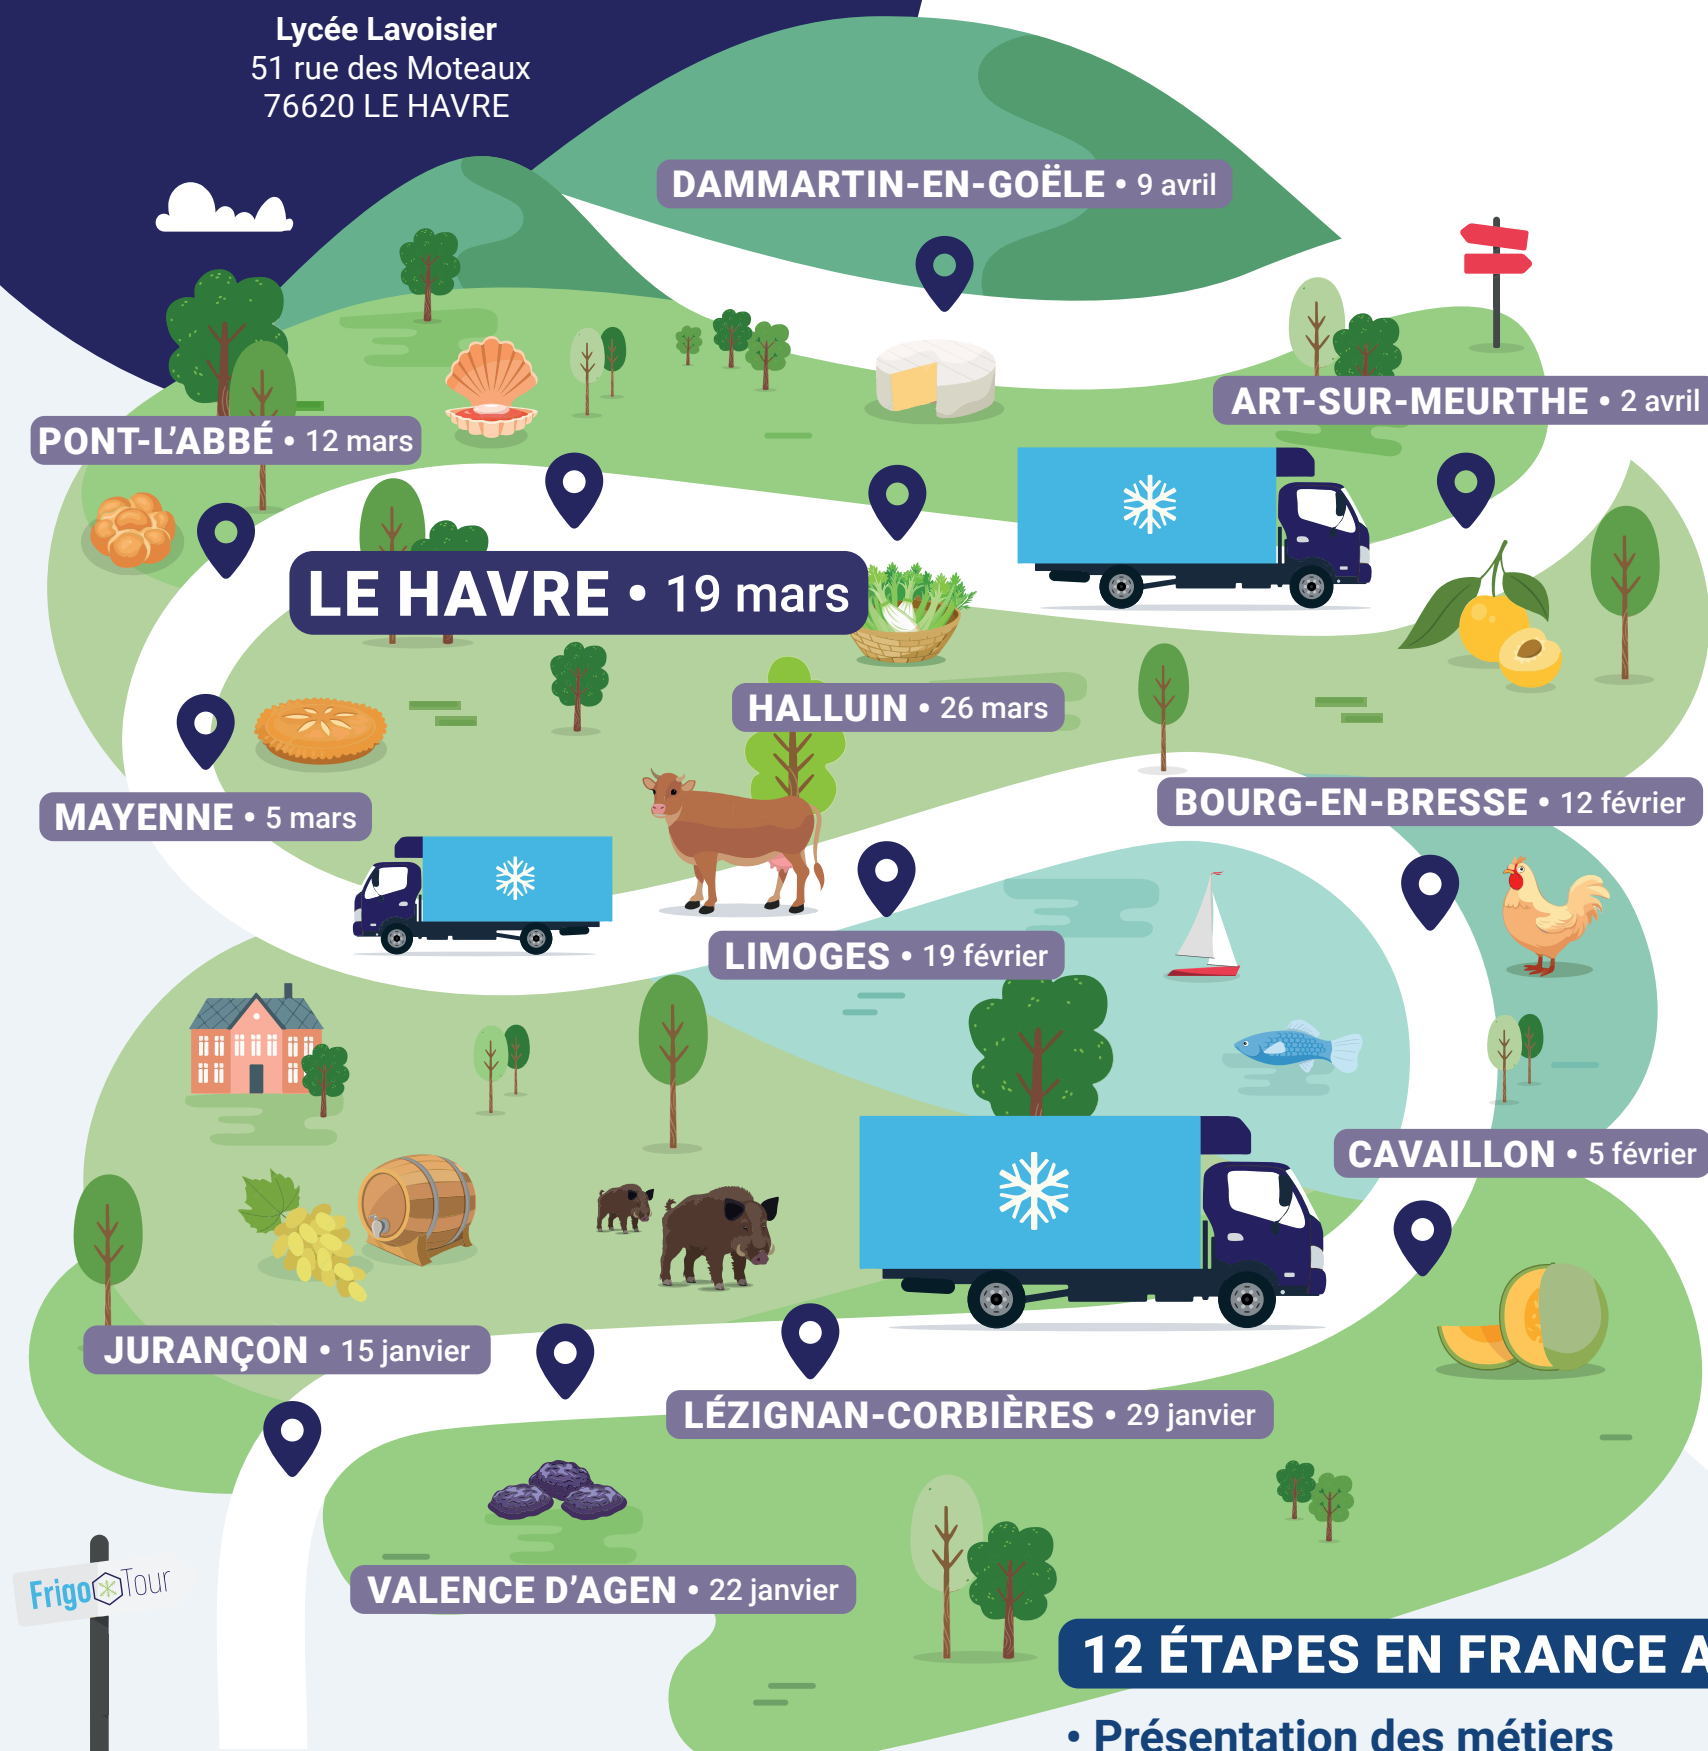 Lycée Lavoisier
51 rue des Moteaux
76620 LE HAVRE
DAMMARTIN-EN-GOËLE • 9 avril
ART-SUR-MEURTHE • 2 avril
PONT-L'ABBÉ • 12 mars
LE HAVRE • 19 mars
HALLUIN • 26 mars
BOURG-EN-BRESSE • 12 février
MAYENNE • 5 mars
LIMOGES • 19 février
CAVAILLON • 5 février
JURANÇON • 15 janvier
LÉZIGNAN-CORBIÈRES • 29 janvier
VALENCE D'AGEN • 22 janvier
Frigo Tour
12 ÉTAPES EN FRANCE A
• Présentation des métiers